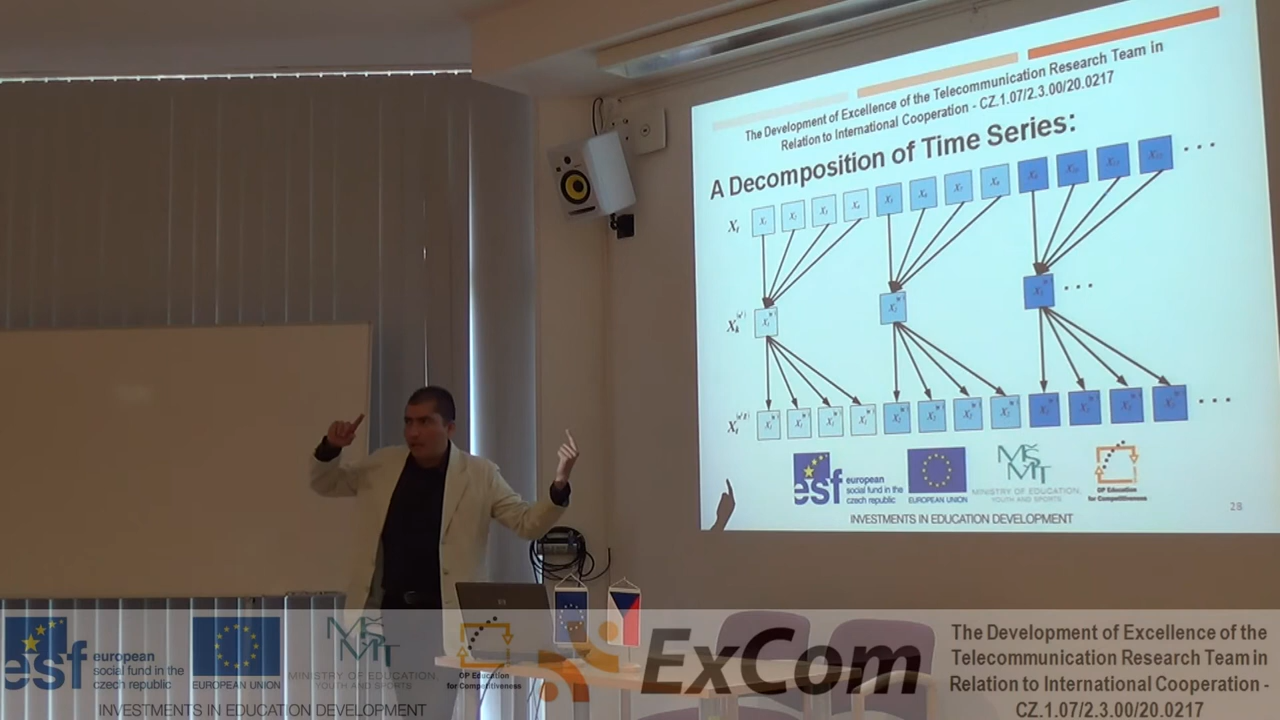 The Development of Excellence of the Telecommunication Research Team in
Relation to International Cooperation - CZ.1.07/2.3.00/20.0217
A Decomposition of Time Series:
esf
european
social fund in the
czech republic
EUROPEAN UNION
MŠMT
MINISTRY OF EDUCATION,
YOUTH AND SPORTS
OP Education
for Competitiveness
INVESTMENTS IN EDUCATION DEVELOPMENT
28
esf
european
social fund in the
czech republic
EUROPEAN UNION
MŠMT
MINISTRY OF EDUCATION,
YOUTH AND SPORTS
OP Education
for Competitiveness
INVESTMENTS IN EDUCATION DEVELOPMENT
ExCom
The Development of Excellence of the
Telecommunication Research Team in
Relation to International Cooperation -
CZ.1.07/2.3.00/20.0217